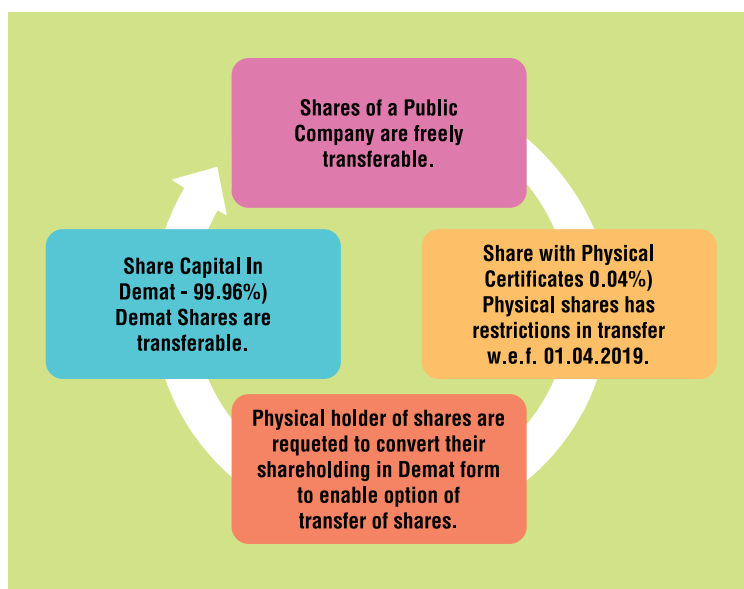 Shares of a Public
Company are freely
transferable.
Share with Physical
Certificates 0.04%)
Physical shares has
restrictions in transfer
w.e.f. 01.04.2019.
Physical holder of shares are
requeted to convert their
shareholding in Demat form
to enable option of
transfer of shares.
Share Capital In
Demat - 99.96%)
Demat Shares are
transferable.